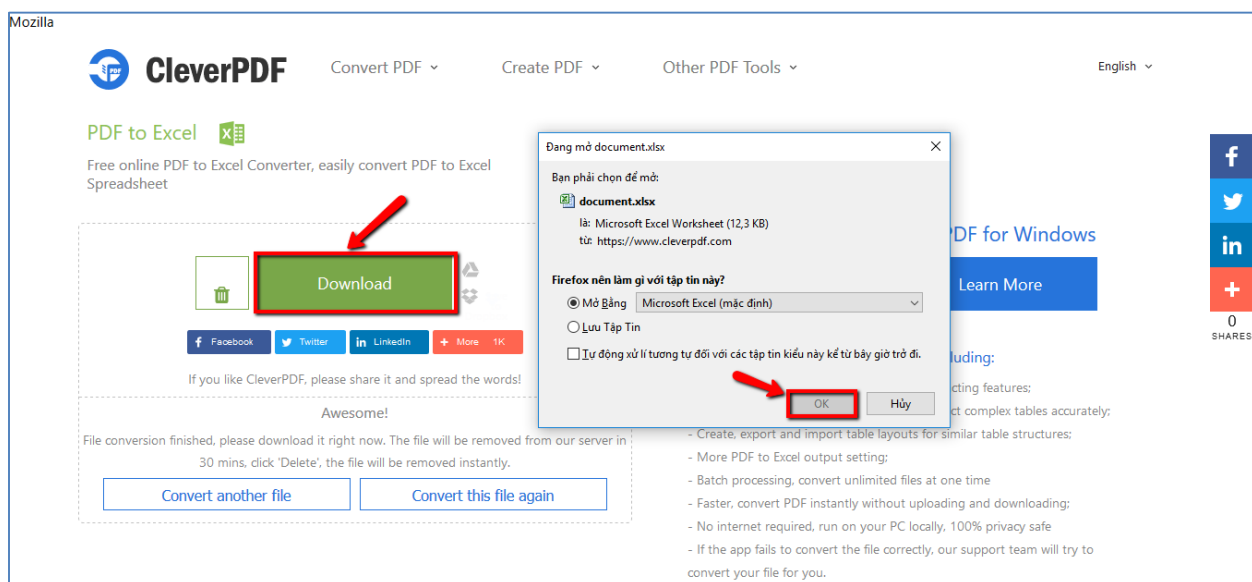 Mozilla
CleverPDF
Convert PDF
Create PDF
Other PDF Tools
English
PDF to Excel
Free online PDF to Excel Converter, easily convert PDF to Excel
Spreadsheet
Download
Facebook
Twitter
LinkedIn
More 1K
If you like CleverPDF, please share it and spread the words!
Awesome!
File conversion finished, please download it right now. The file will be removed from our server in
30 mins, click 'Delete', the file will be removed instantly.
Convert another file
Convert this file again
Đang mở document.xlsx
Bạn phải chọn để mở:
document.xlsx
là: Microsoft Excel Worksheet (12,3 KB)
từ: https://www.cleverpdf.com
Firefox nên làm gì với tập tin này?
Mở Bằng
Microsoft Excel (mặc định)
Lưu Tập Tin
Tự động xử lí tương tự đối với các tập tin kiểu này kể từ bây giờ trở đi.
OK
Hủy
PDF for Windows
Learn More
luding:
cting features;
ct complex tables accurately;
- Create, export and import table layouts for similar table structures;
- More PDF to Excel output setting;
- Batch processing, convert unlimited files at one time
- Faster, convert PDF instantly without uploading and downloading;
- No internet required, run on your PC locally, 100% privacy safe
- If the app fails to convert the file correctly, our support team will try to
convert your file for you.
0
SHARES